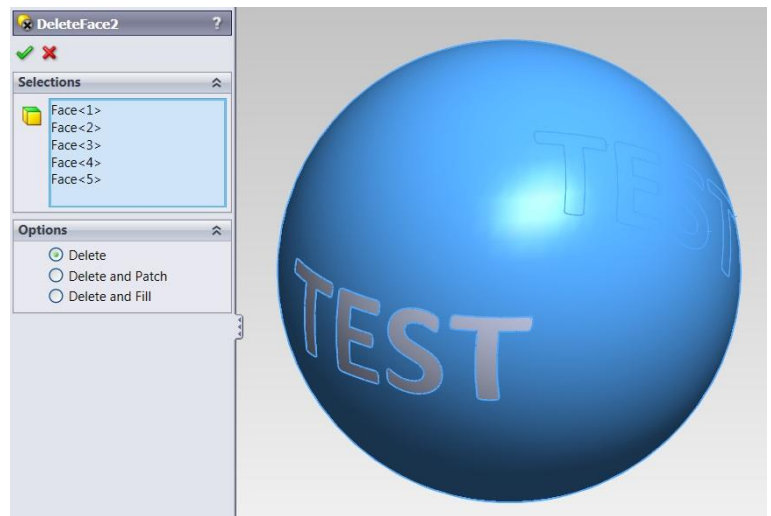 DeleteFace2 ?
Selections
Face<1>
Face<2>
Face<3>
Face<4>
Face<5>
Options
Delete
Delete and Patch
Delete and Fill
TEST
TEST